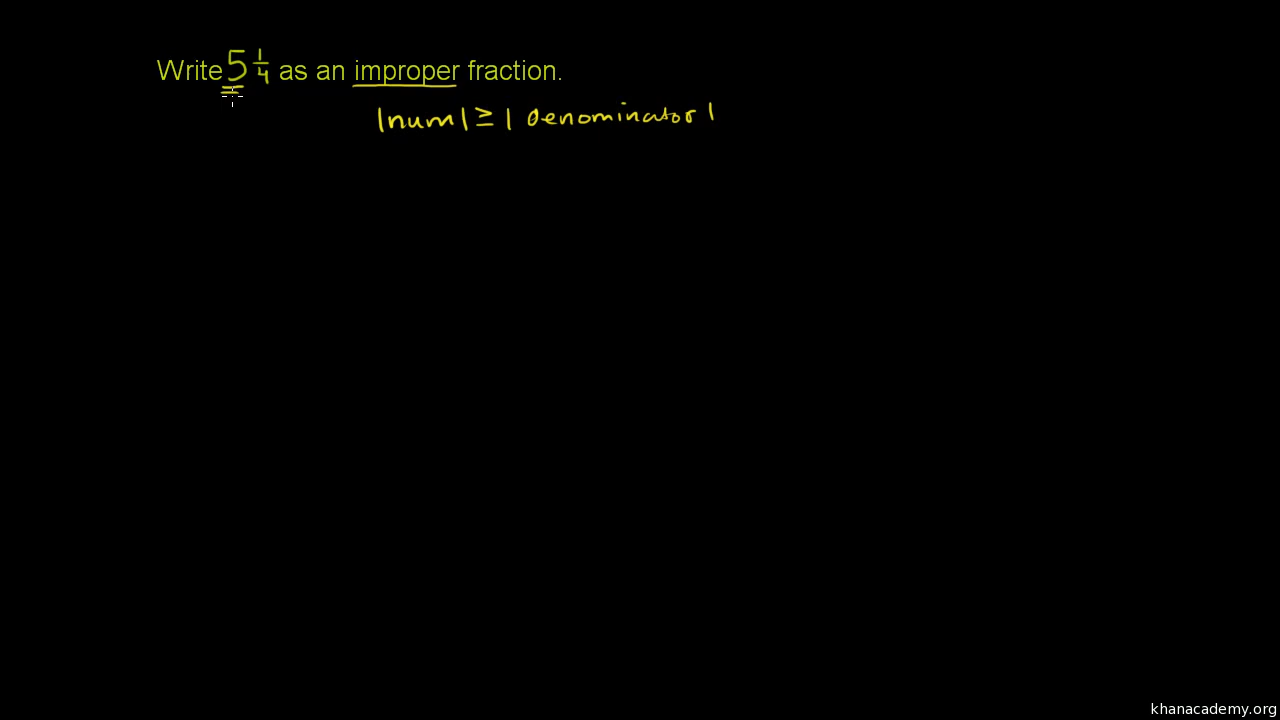 Write 5 1/4 as an improper fraction.
|num| ≥ | denominator |
khanacademy.org